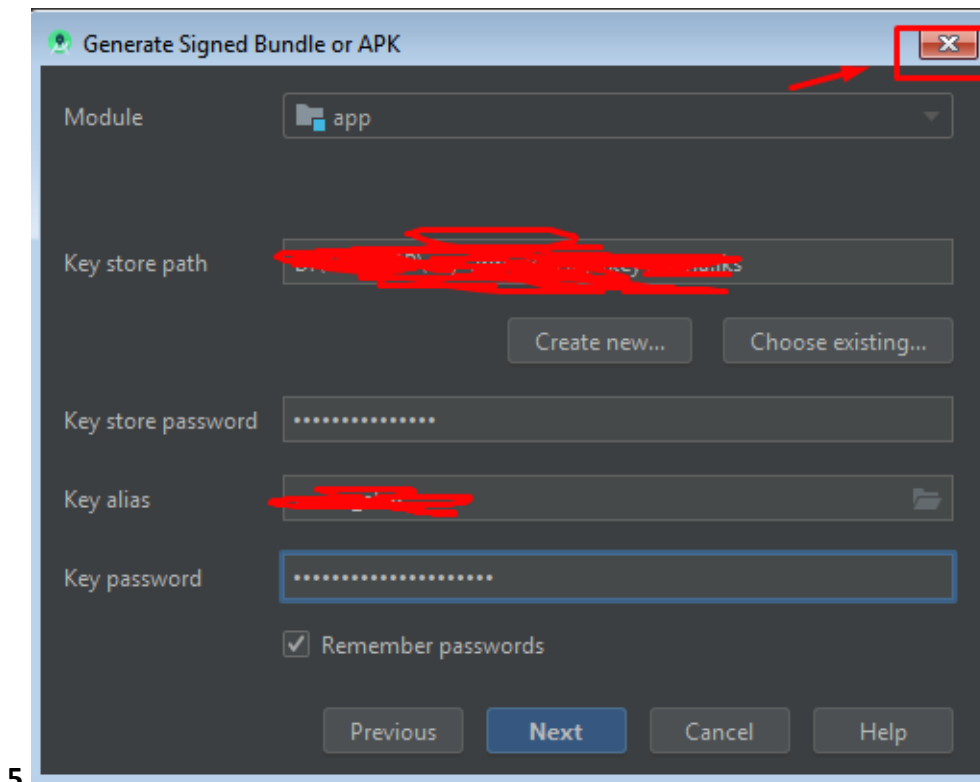 Generate Signed Bundle or APK
Module
app
Key store path
Create new...
Choose existing...
Key store password
•••••••••••••••
Key alias
Key password
•••••••••••••••••••••
Remember passwords
Previous
Next
Cancel
Help
5